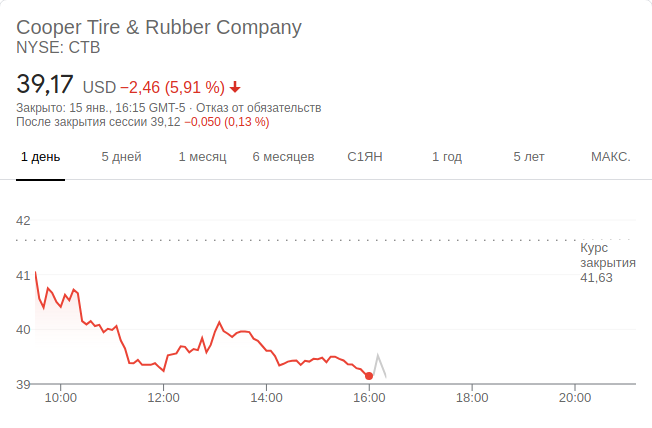 Cooper Tire & Rubber Company
NYSE: CTB
39,17 USD −2,46 (5,91 %)
Закрыто: 15 янв., 16:15 GMT-5 · Отказ от обязательств
После закрытия сессии 39,12 −0,050 (0,13 %)
1 день 5 дней 1 месяц 6 месяцев С1ЯН 1 год 5 лет МАКС.
42
Курс
закрытия
41,63
41
40
39
10:00 12:00 14:00 16:00 18:00 20:00